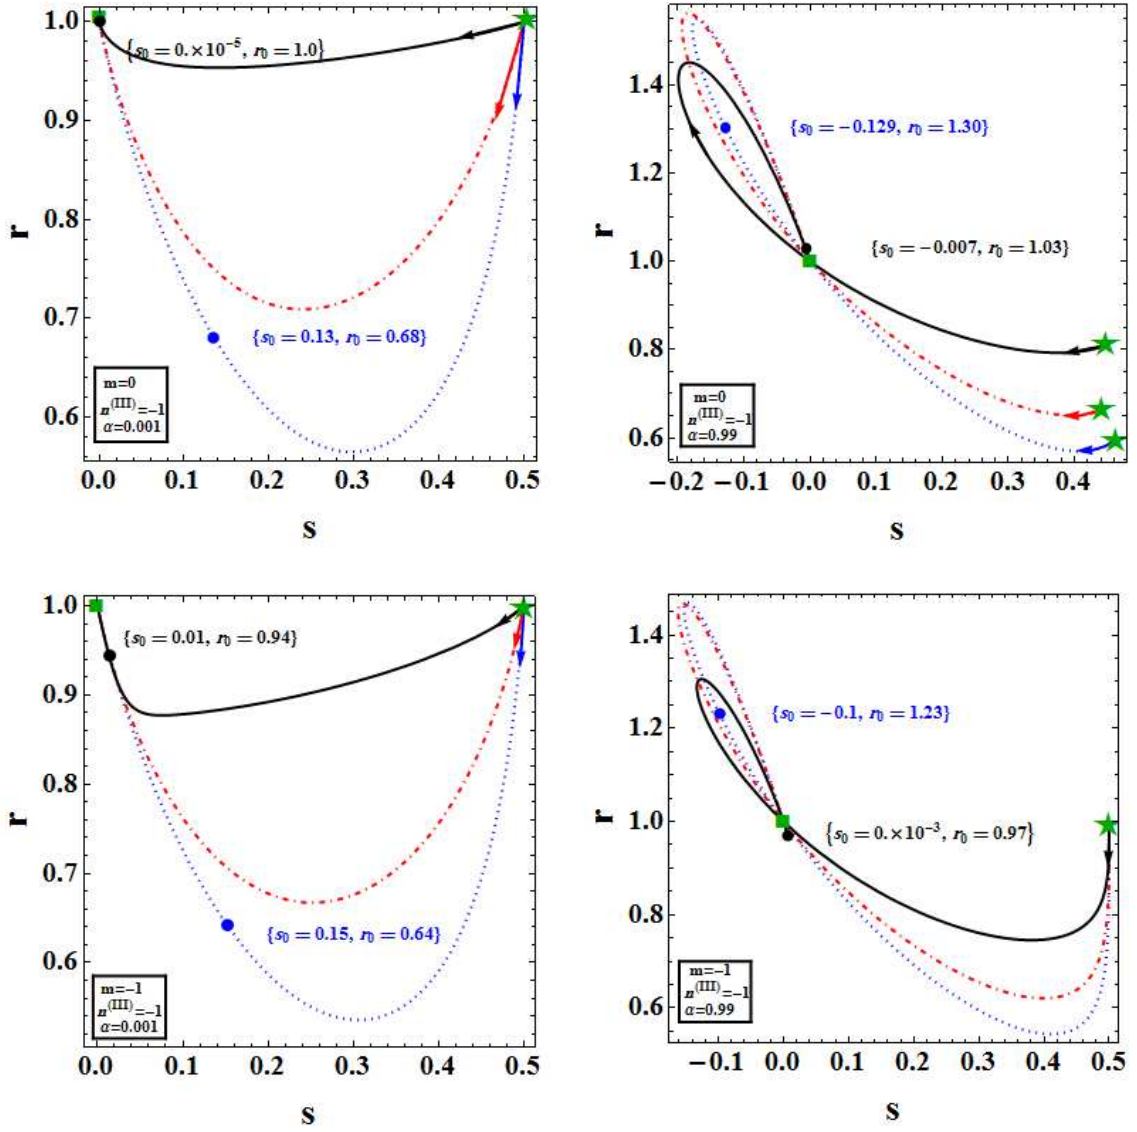 1.0
0.9
0.8
0.7
0.6
r
{s₀ = 0.×10⁻⁵, r₀ = 1.0}
{s₀ = 0.13, r₀ = 0.68}
m=0
n⁽ᴵᴵᴵ⁾=−1
α=0.001
0.0 0.1 0.2 0.3 0.4 0.5
s
1.4
1.2
1.0
0.8
0.6
r
{s₀ = −0.129, r₀ = 1.30}
{s₀ = −0.007, r₀ = 1.03}
m=0
n⁽ᴵᴵᴵ⁾=−1
α=0.99
−0.2 −0.1 0.0 0.1 0.2 0.3 0.4
s
1.0
0.9
0.8
0.7
0.6
r
{s₀ = 0.01, r₀ = 0.94}
{s₀ = 0.15, r₀ = 0.64}
m=−1
n⁽ᴵᴵᴵ⁾=−1
α=0.001
0.0 0.1 0.2 0.3 0.4 0.5
s
1.4
1.2
1.0
0.8
0.6
r
{s₀ = −0.1, r₀ = 1.23}
{s₀ = 0.×10⁻³, r₀ = 0.97}
m=−1
n⁽ᴵᴵᴵ⁾=−1
α=0.99
−0.1 0.0 0.1 0.2 0.3 0.4 0.5
s